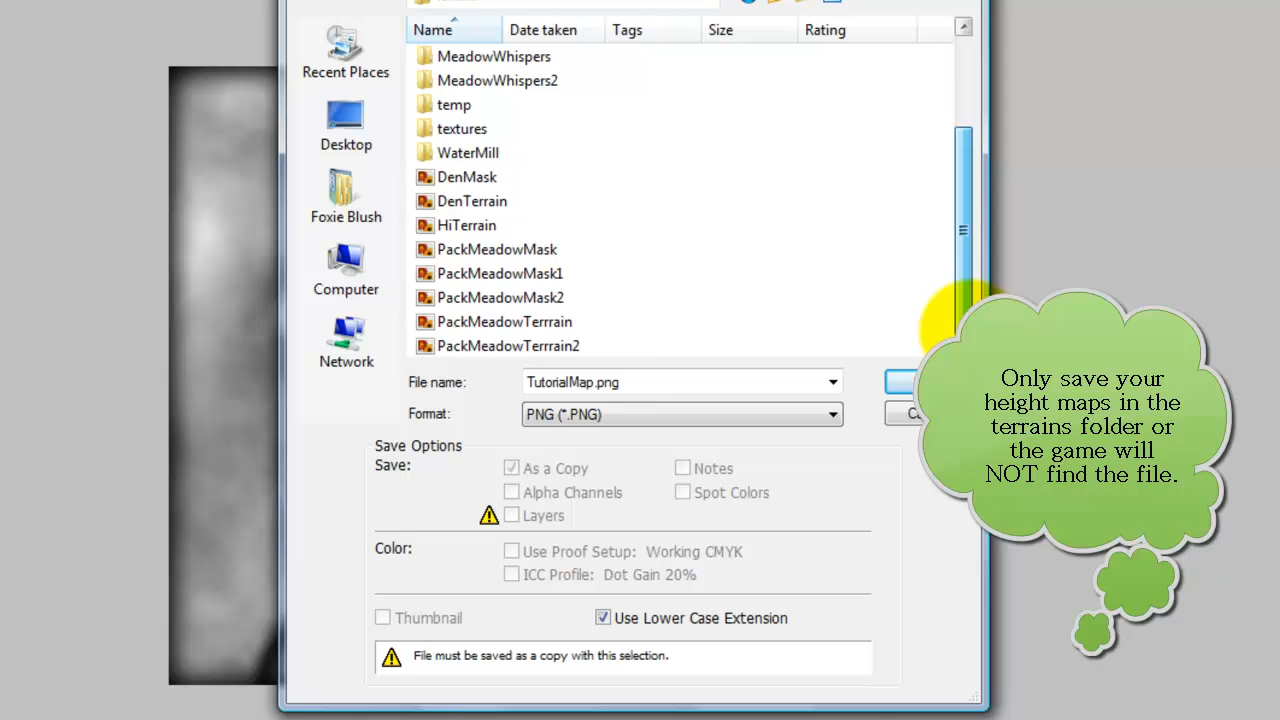 Name
Date taken
Tags
Size
Rating
Recent Places
Desktop
Foxie Blush
Computer
Network
MeadowWhispers
MeadowWhispers2
temp
textures
WaterMill
DenMask
DenTerrain
HiTerrain
PackMeadowMask
PackMeadowMask1
PackMeadowMask2
PackMeadowTerrrain
PackMeadowTerrrain2
File name:
TutorialMap.png
Format:
PNG (*.PNG)
Only save your
height maps in the
terrains folder or
the game will
NOT find the file.
Save Options
Save:
As a Copy
Notes
Alpha Channels
Spot Colors
Layers
Color:
Use Proof Setup: Working CMYK
ICC Profile: Dot Gain 20%
Thumbnail
Use Lower Case Extension
File must be saved as a copy with this selection.